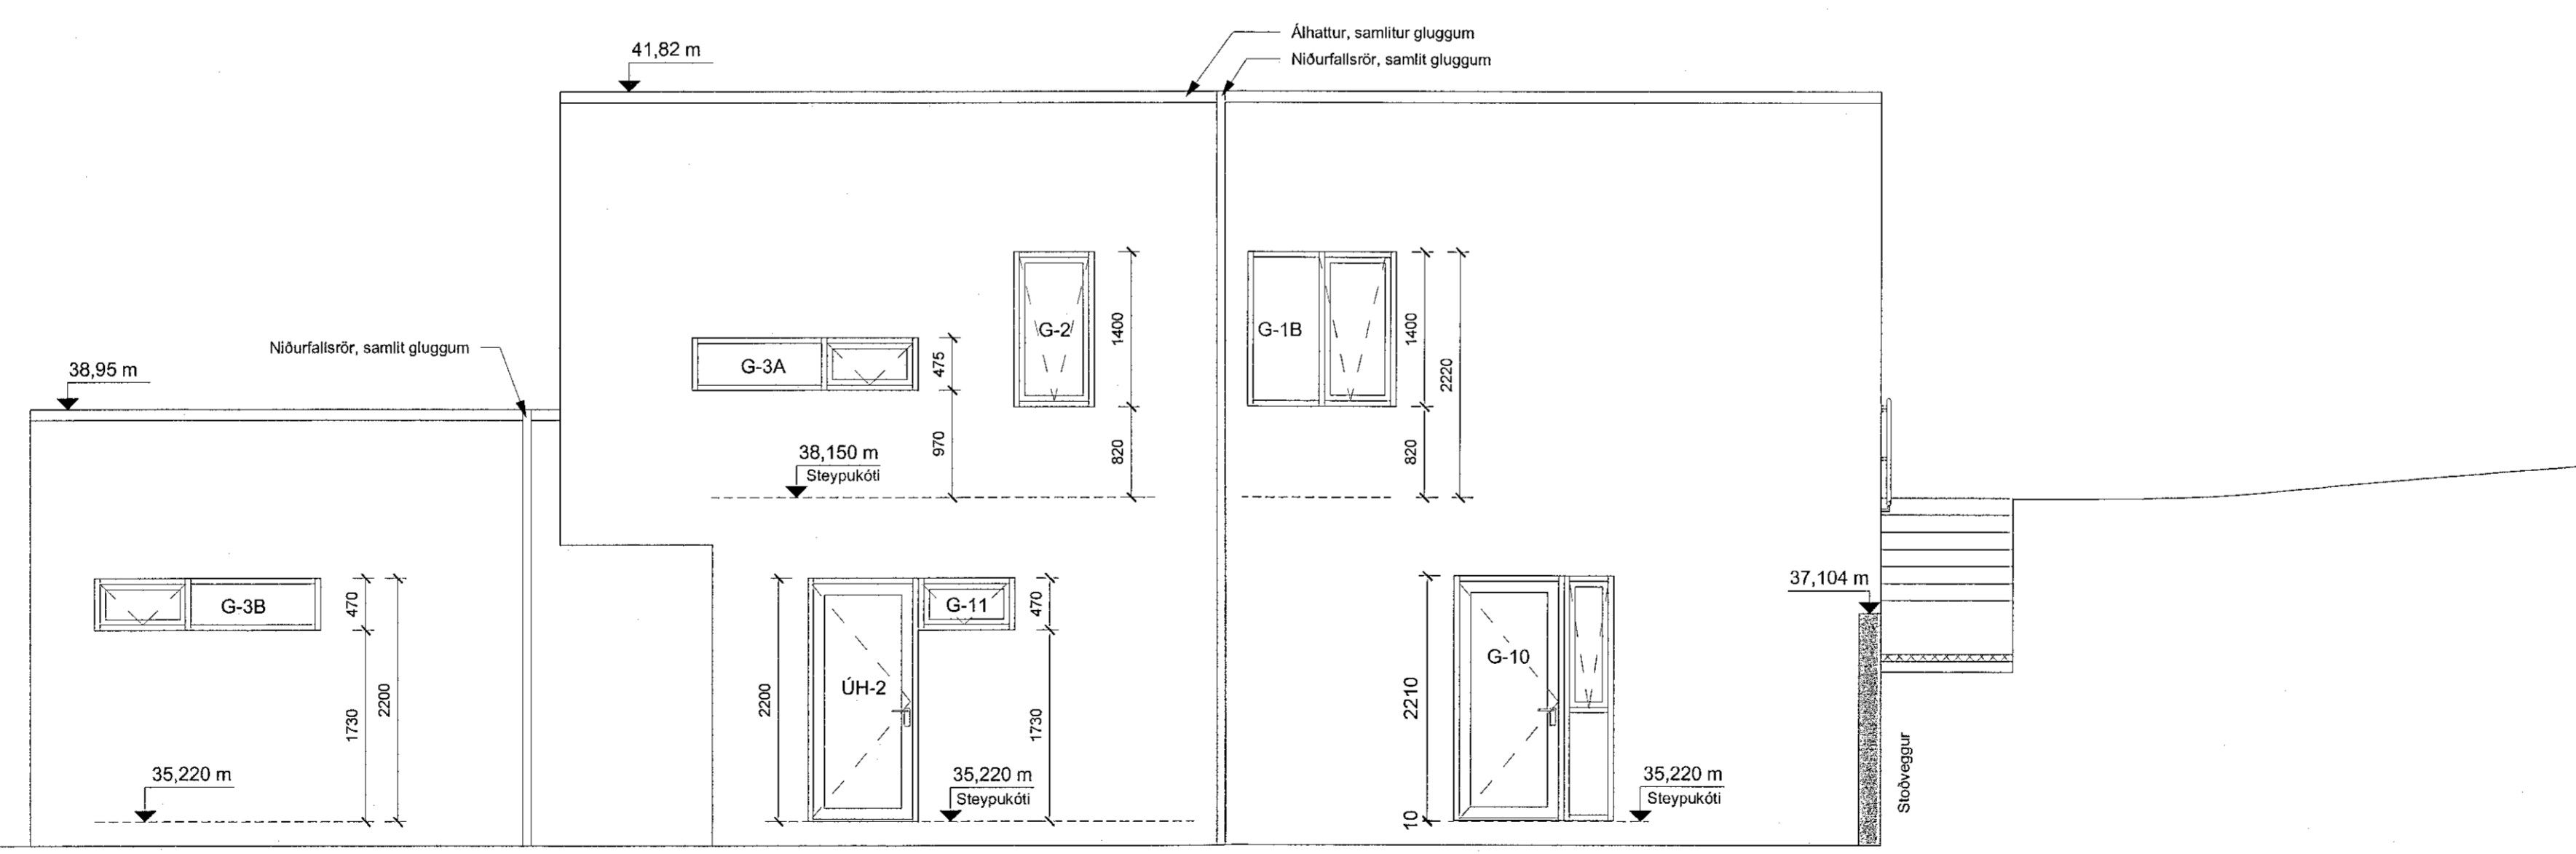 Álhattur, samlitur gluggum
41,82 m
Niðurfallsrör, samlit gluggum
G-2
1400
G-1B
1400
Niðurfallsrör, samlit gluggum
G-3A
475
2220
38,95 m
970
820
820
38,150 m
Steypukóti
37,104 m
G-3B
470
G-11
470
G-10
ÚH-2
2200
2200
2210
1730
1730
35,220 m
35,220 m
Steypukóti
35,220 m
Steypukóti
Stoðveggur
10